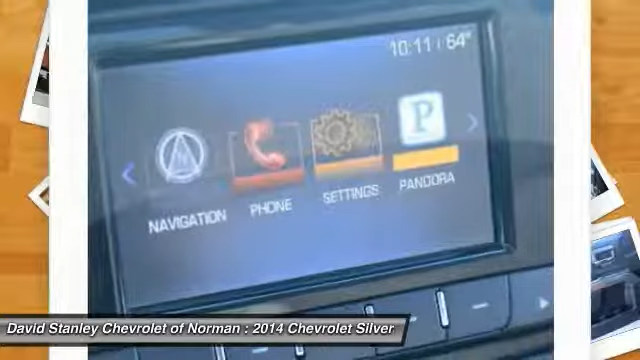 10:11 / 64°
P
NAVIGATION
PHONE
SETTINGS
PANDORA
David Stanley Chevrolet of Norman : 2014 Chevrolet Silver